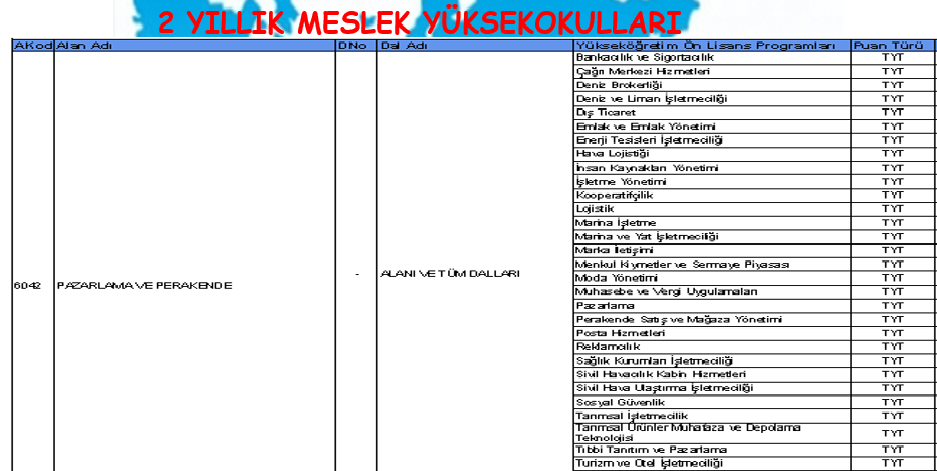 2 YILLIK MESLEK YÜKSEKOKULLARI
AKod Alan Adı DNo Dal Adı Yükseköğretim Ön Lisans Programları Puan Türü
Bankacılık ve Sigortacılık TYT
Çağrı Merkezi Hizmetleri TYT
Deniz Brokerliği TYT
Deniz ve Liman İşletmeciliği TYT
Dış Ticaret TYT
Emlak ve Emlak Yönetimi TYT
Enerji Tesisleri İşletmeciliği TYT
Hava Lojistiği TYT
İnsan Kaynakları Yönetimi TYT
İşletme Yönetimi TYT
Kooperatifçilik TYT
Lojistik TYT
Marina İşletme TYT
Marina ve Yat İşletmeciliği TYT
Marka İletişimi TYT
Menkul Kıymetler ve Sermaye Piyasası TYT
6042 PAZARLAMA VE PERAKENDE - ALANI VE TÜM DALLARI Moda Yönetimi TYT
Muhasebe ve Vergi Uygulamaları TYT
Pazarlama TYT
Perakende Satış ve Mağaza Yönetimi TYT
Posta Hizmetleri TYT
Reklamcılık TYT
Sağlık Kurumları İşletmeciliği TYT
Sivil Havacılık Kabin Hizmetleri TYT
Sivil Hava Ulaştırma İşletmeciliği TYT
Sosyal Güvenlik TYT
Tarımsal İşletmecilik TYT
Tarımsal Ürünler Muhafaza ve Depolama
Teknolojisi TYT
Tıbbi Tanıtım ve Pazarlama TYT
Turizm ve Otel İşletmeciliği TYT